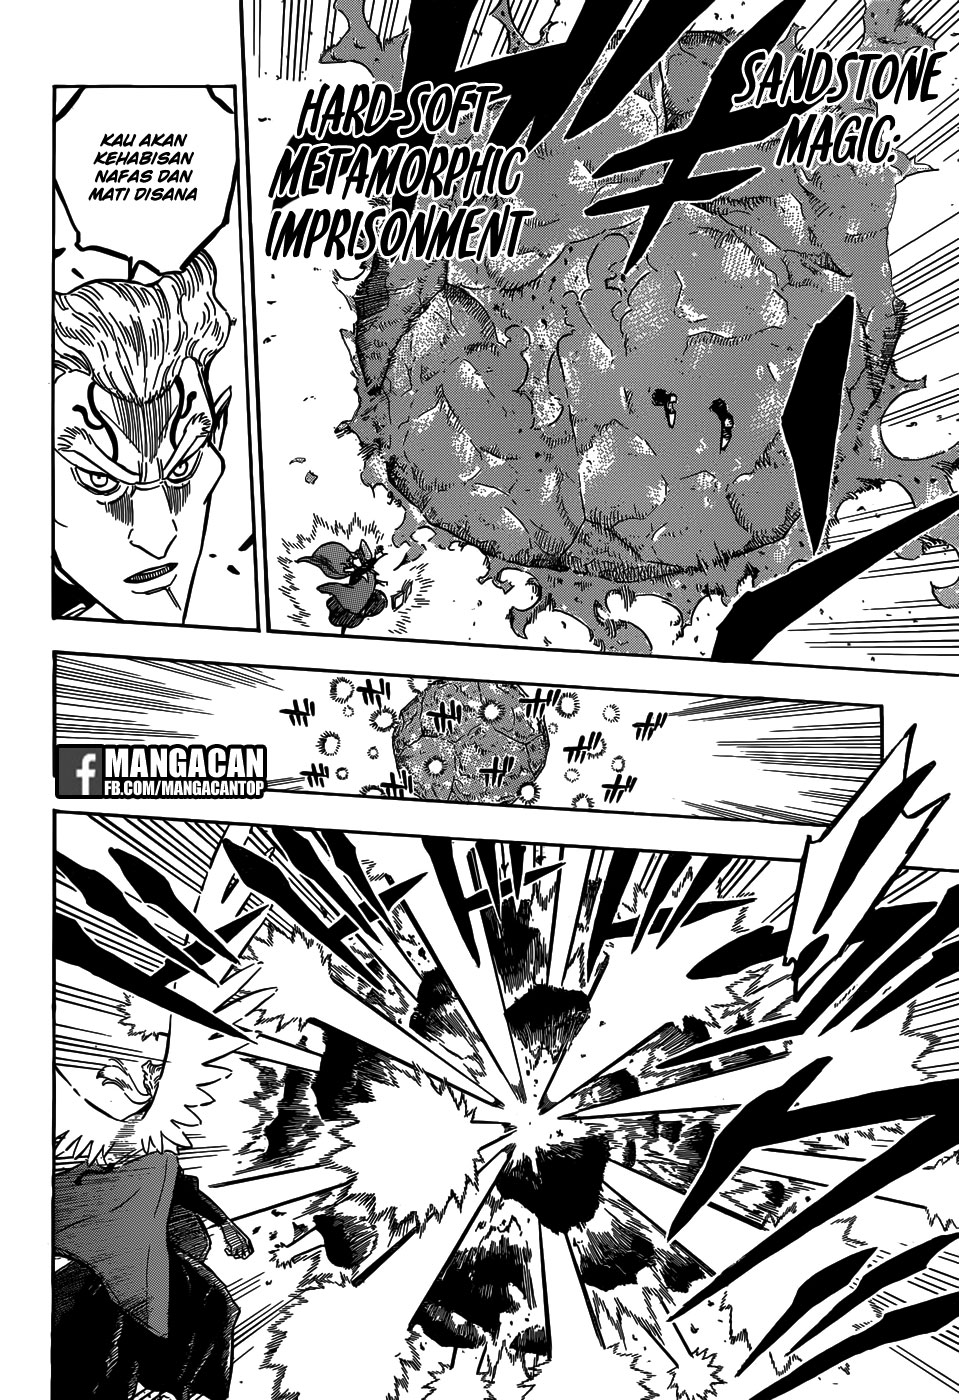 SANDSTONE
MAGIC:
HARD-SOFT
METAMORPHIC
IMPRISONMENT
KAU AKAN
KEHABISAN
NAFAS DAN
MATI DISANA
f MANGACAN
FB.COM/MANGACANTOP